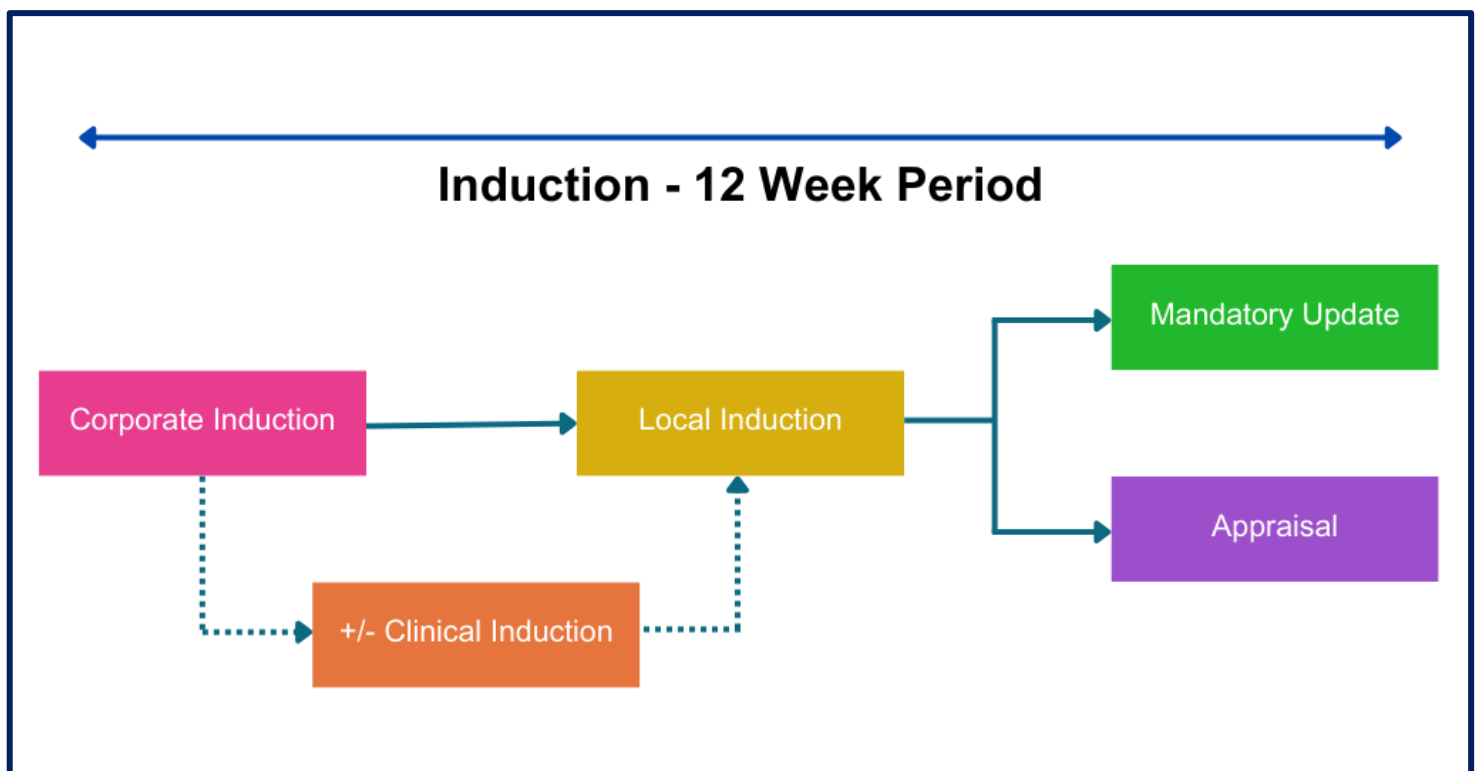 Induction - 12 Week Period
Mandatory Update
Corporate Induction
Local Induction
Appraisal
+/- Clinical Induction